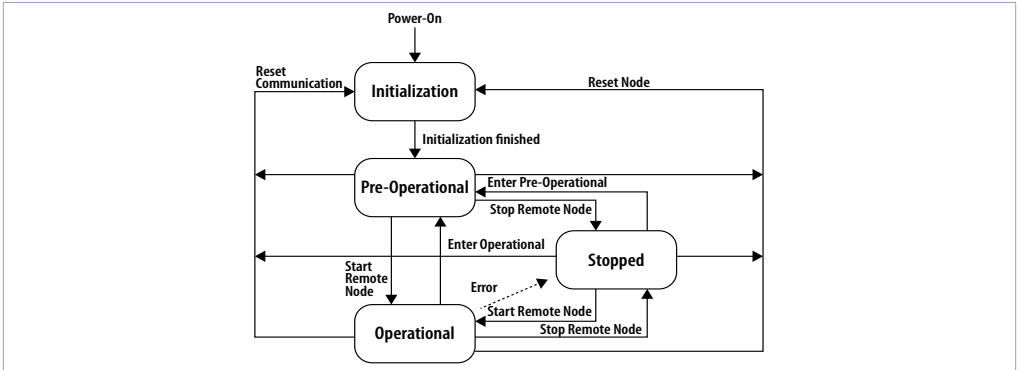 Power-On
Reset
Communication
Initialization
Reset Node
Initialization finished
Pre-Operational
Enter Pre-Operational
Stop Remote Node
Enter Operational
Stopped
Start
Remote
Node
Error
Start Remote Node
Operational
Stop Remote Node